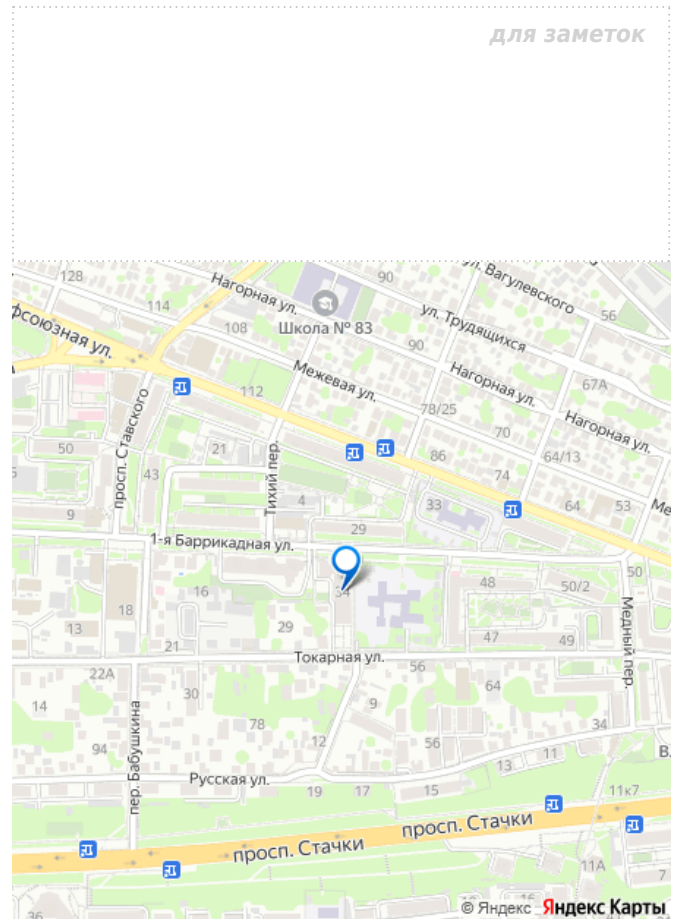 для заметок
128
90
ул. Вагулевского
Нагорная ул.
114
56
ул. Трудящихся
Школа № 83
фсоюзная ул.
108
90
Межевая ул.
Нагорная ул.
67А
112
просп. Ставского
78/25
Нагорная ул.
70
50
21
86
64/13
43
Тихий пер.
74
4
33
64
53
9
29
1-я Баррикадная ул.
50
34
48
50/2
16
18
Медный пер.
13
29
47
49
21
Токарная ул.
56
22А
64
30
14
9
78
34
пер. Бабушкина
12
56
94
11
13
Русская ул.
19
17
15
11к7
просп. Стачки
просп. Стачки
11А
7
16
36
© Яндекс Яндекс Карты